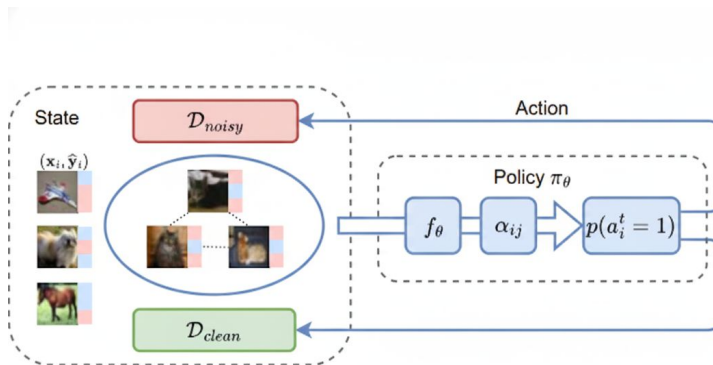 Action
State
𝒟_noisy
(𝐱_i, ŷ_i)
Policy π_θ
f_θ
α_ij
p(a_i^t = 1)
𝒟_clean